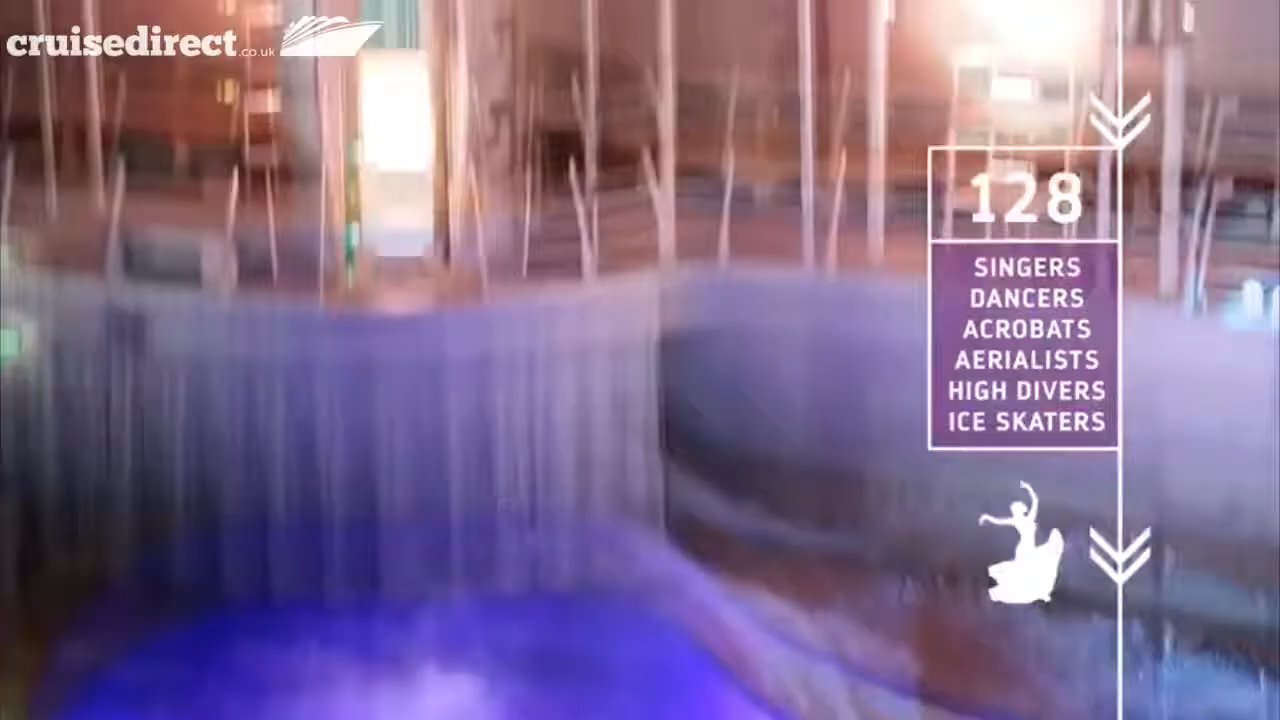 cruisedirect.co.uk
128
SINGERS
DANCERS
ACROBATS
AERIALISTS
HIGH DIVERS
ICE SKATERS